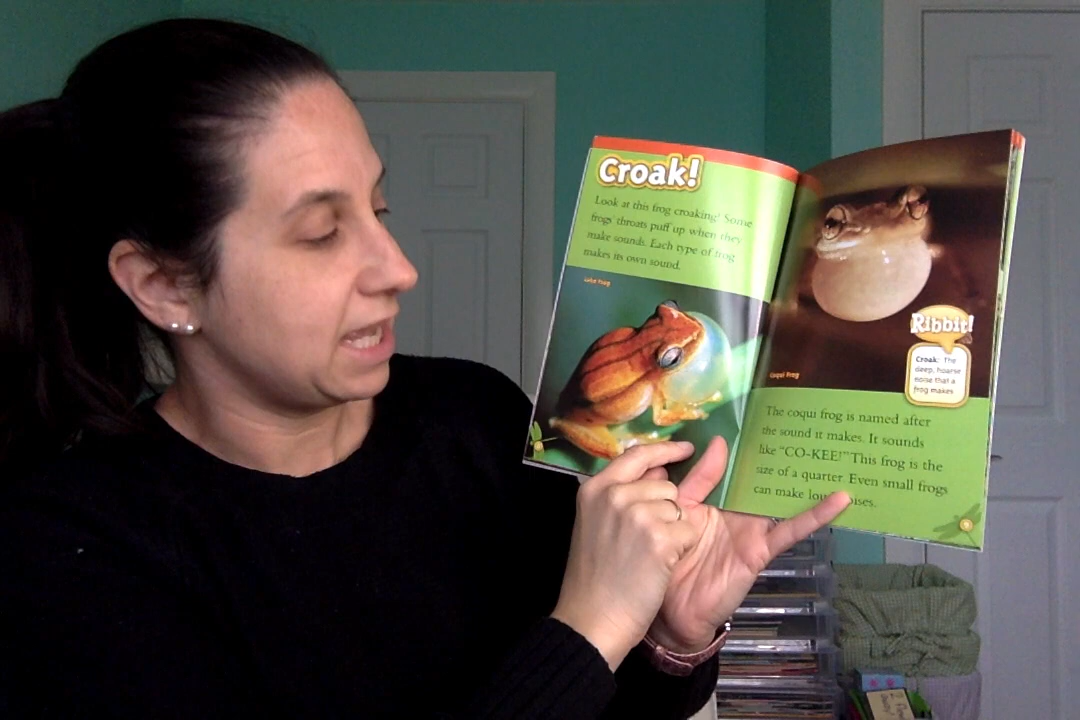 Croak!
Look at this frog croaking! Some
frogs' throats puff up when they
make sounds. Each type of frog
makes its own sound.
Coqui Frog
Ribbit!
Croak: The
deep, hoarse
noise that a
frog makes
The coqui frog is named after
the sound it makes. It sounds
like "CO-KEE!" This frog is the
size of a quarter. Even small frogs
can make